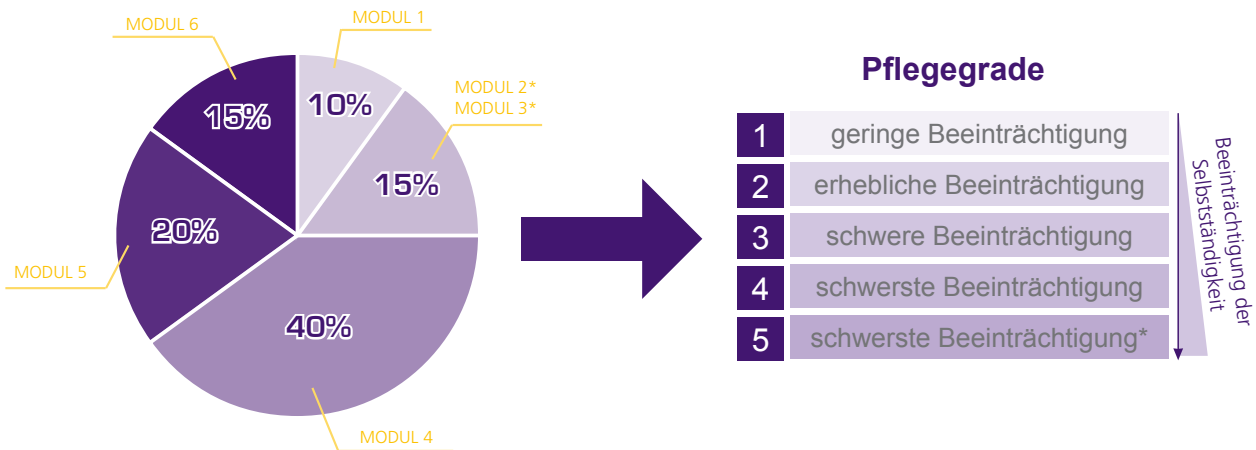 MODUL 6
MODUL 1
MODUL 2*
MODUL 3*
15%
10%
15%
20%
40%
MODUL 5
MODUL 4
Pflegegrade
1 geringe Beeinträchtigung
2 erhebliche Beeinträchtigung
3 schwere Beeinträchtigung
4 schwerste Beeinträchtigung
5 schwerste Beeinträchtigung*
Beeinträchtigung der
Selbstständigkeit